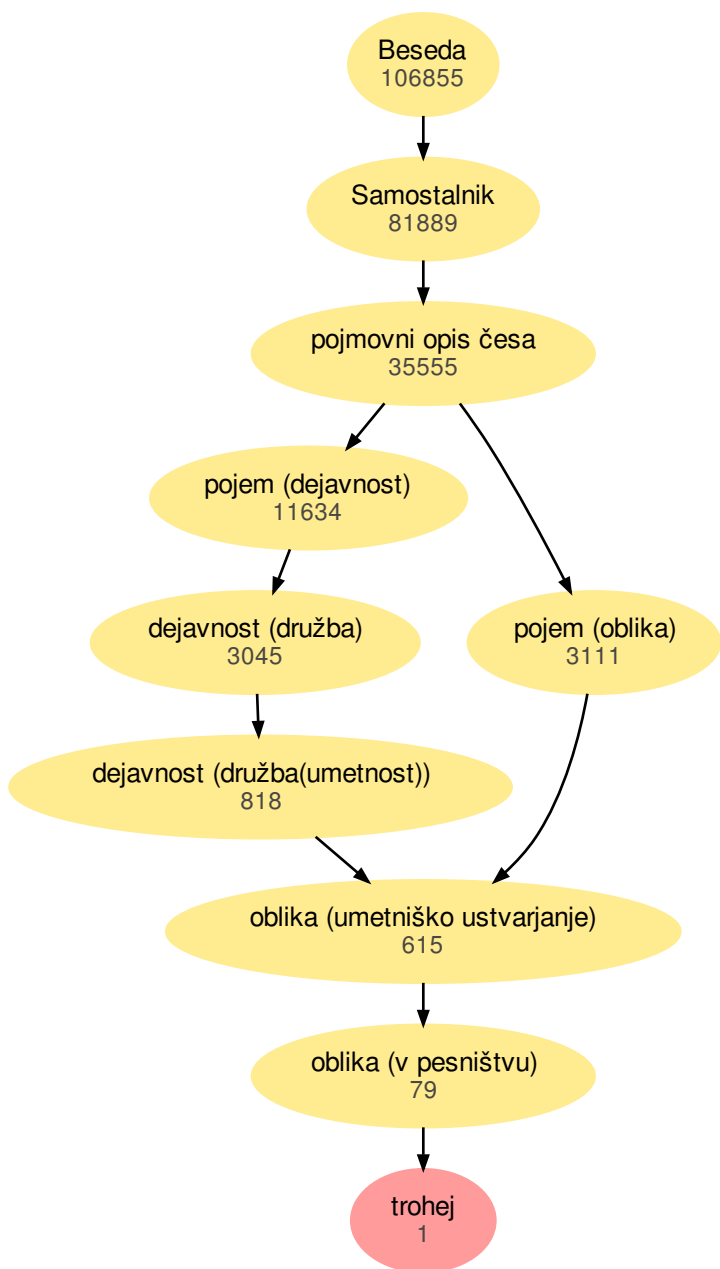 Beseda
106855
Samostalnik
81889
pojmovni opis česa
35555
pojem (dejavnost)
11634
dejavnost (družba)
3045
pojem (oblika)
3111
dejavnost (družba(umetnost))
818
oblika (umetniško ustvarjanje)
615
oblika (v pesništvu)
79
trohej
1